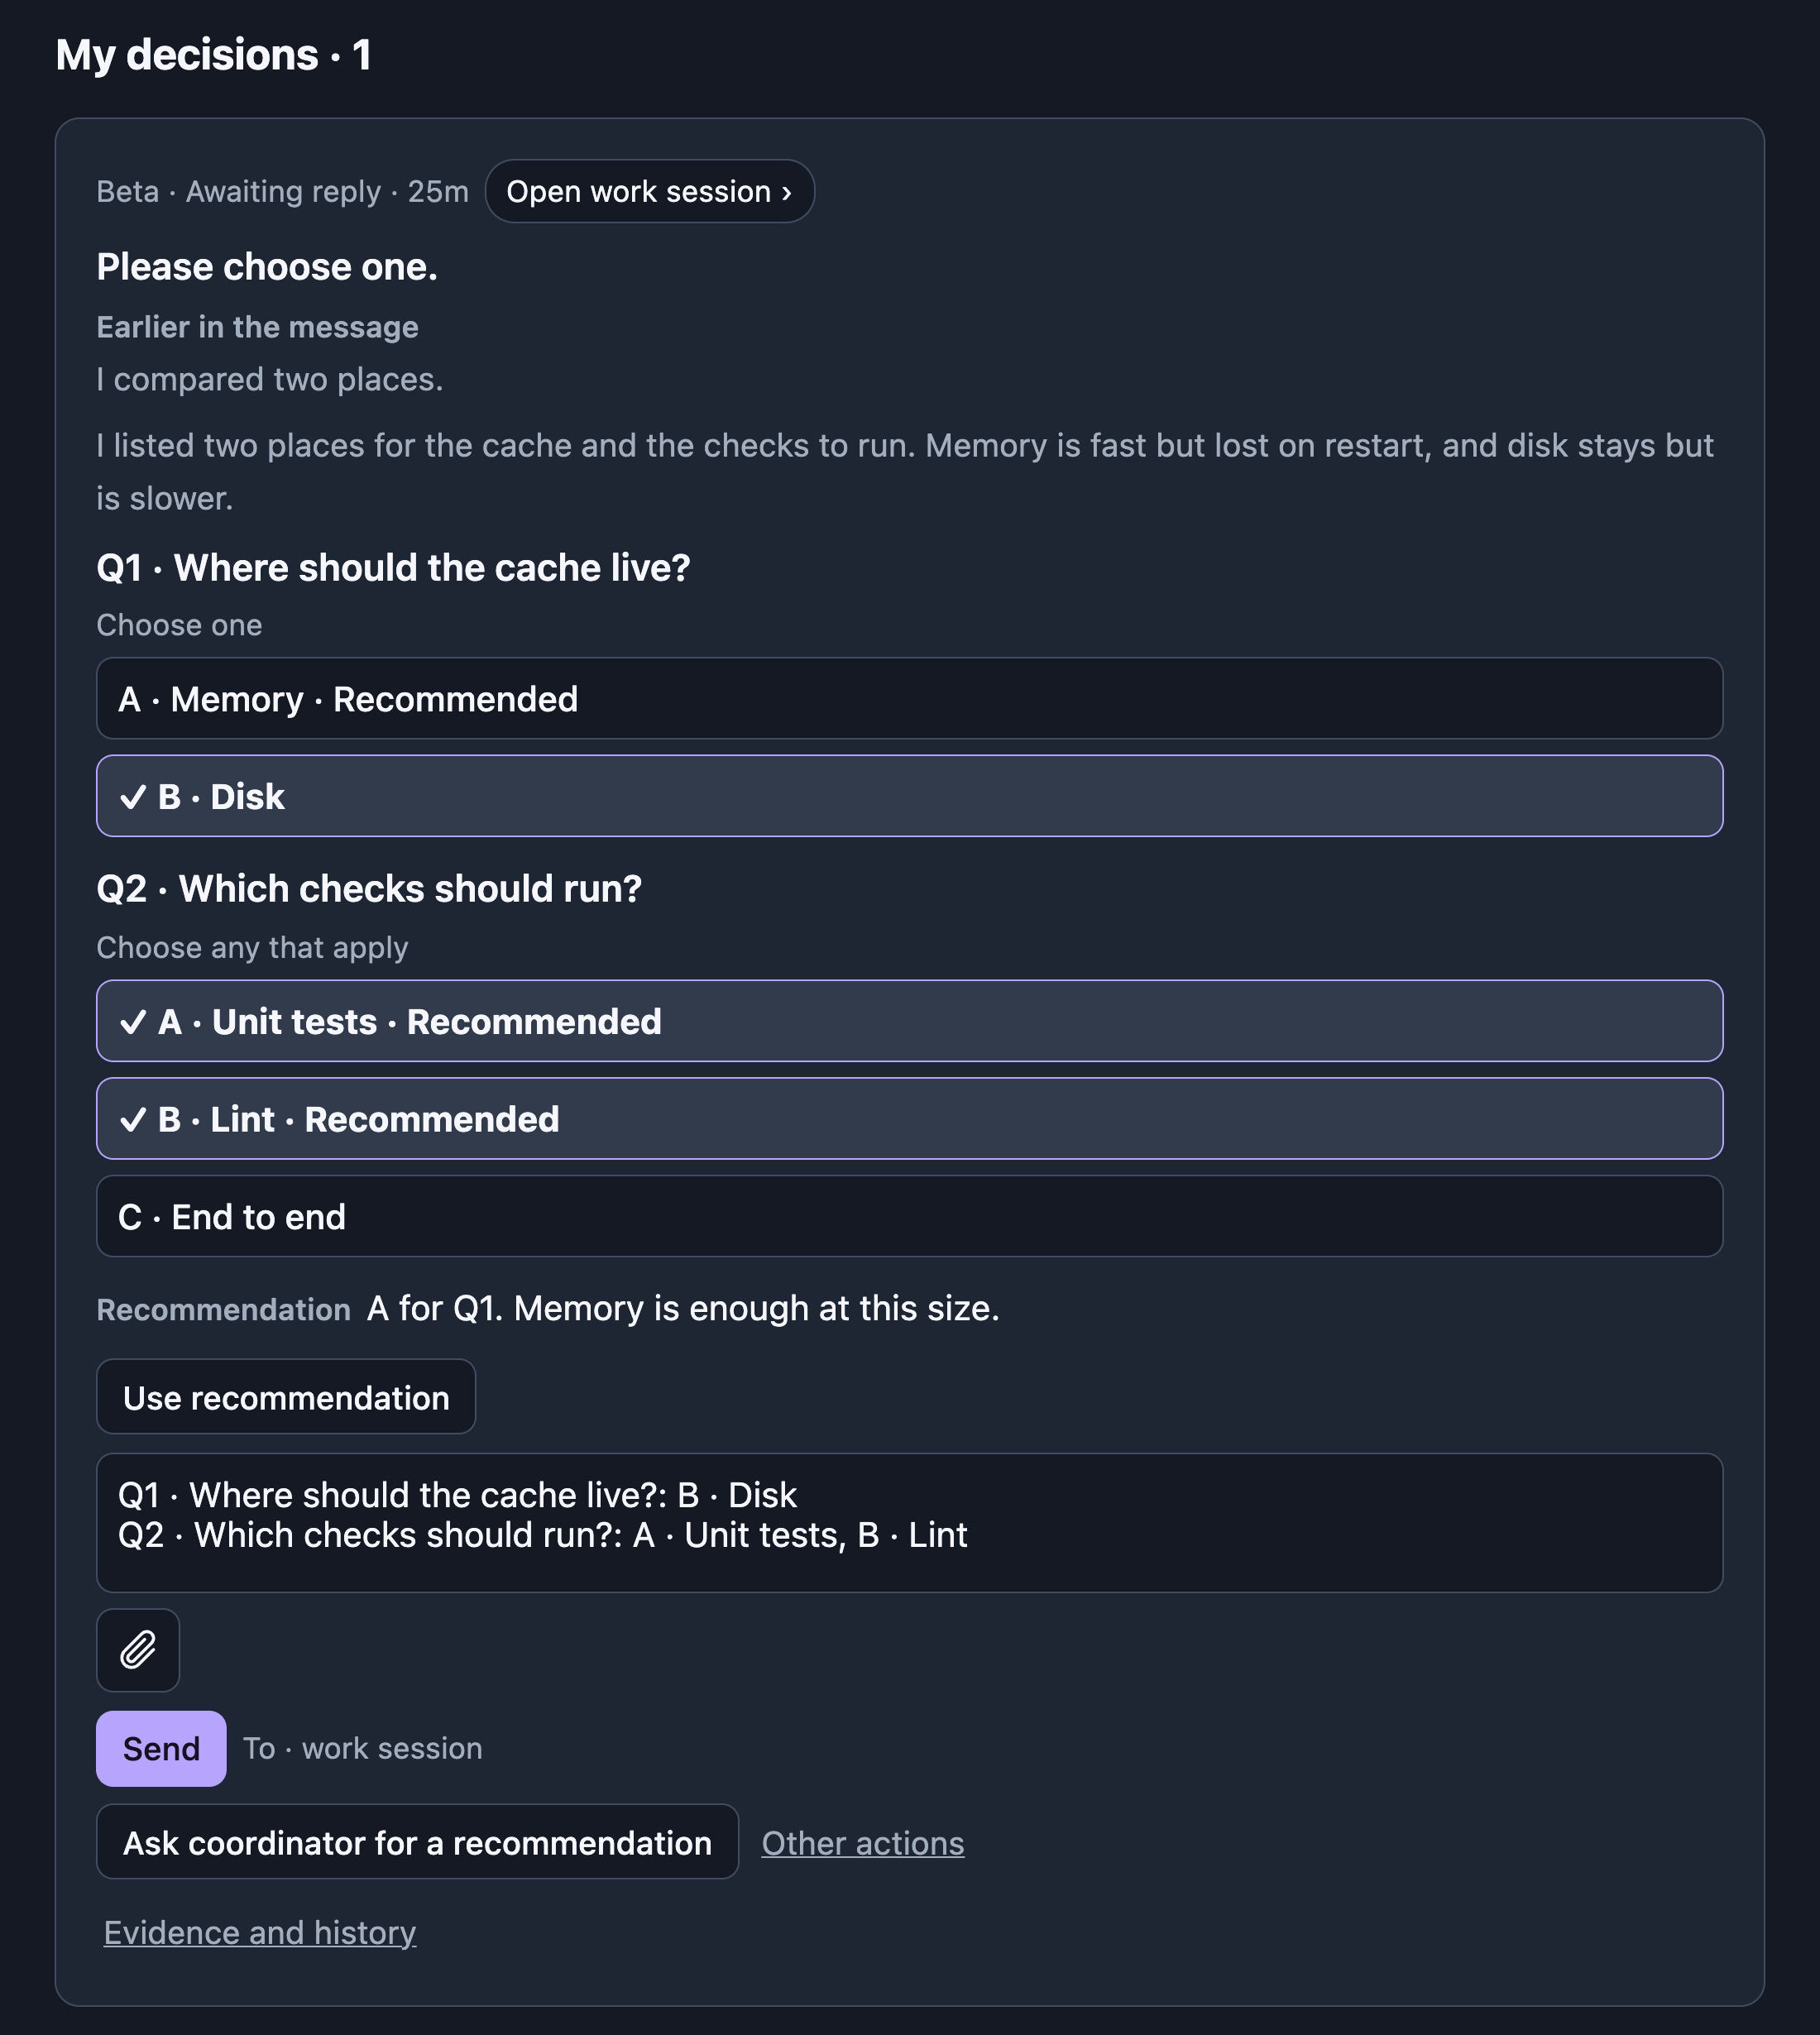 My decisions · 1
Beta · Awaiting reply · 25m
Open work session ›
Please choose one.
Earlier in the message
I compared two places.
I listed two places for the cache and the checks to run. Memory is fast but lost on restart, and disk stays but
is slower.
Q1 · Where should the cache live?
Choose one
A · Memory · Recommended
✓ B · Disk
Q2 · Which checks should run?
Choose any that apply
✓ A · Unit tests · Recommended
✓ B · Lint · Recommended
C · End to end
Recommendation A for Q1. Memory is enough at this size.
Use recommendation
Q1 · Where should the cache live?: B · Disk
Q2 · Which checks should run?: A · Unit tests, B · Lint
Send To · work session
Ask coordinator for a recommendation Other actions
Evidence and history